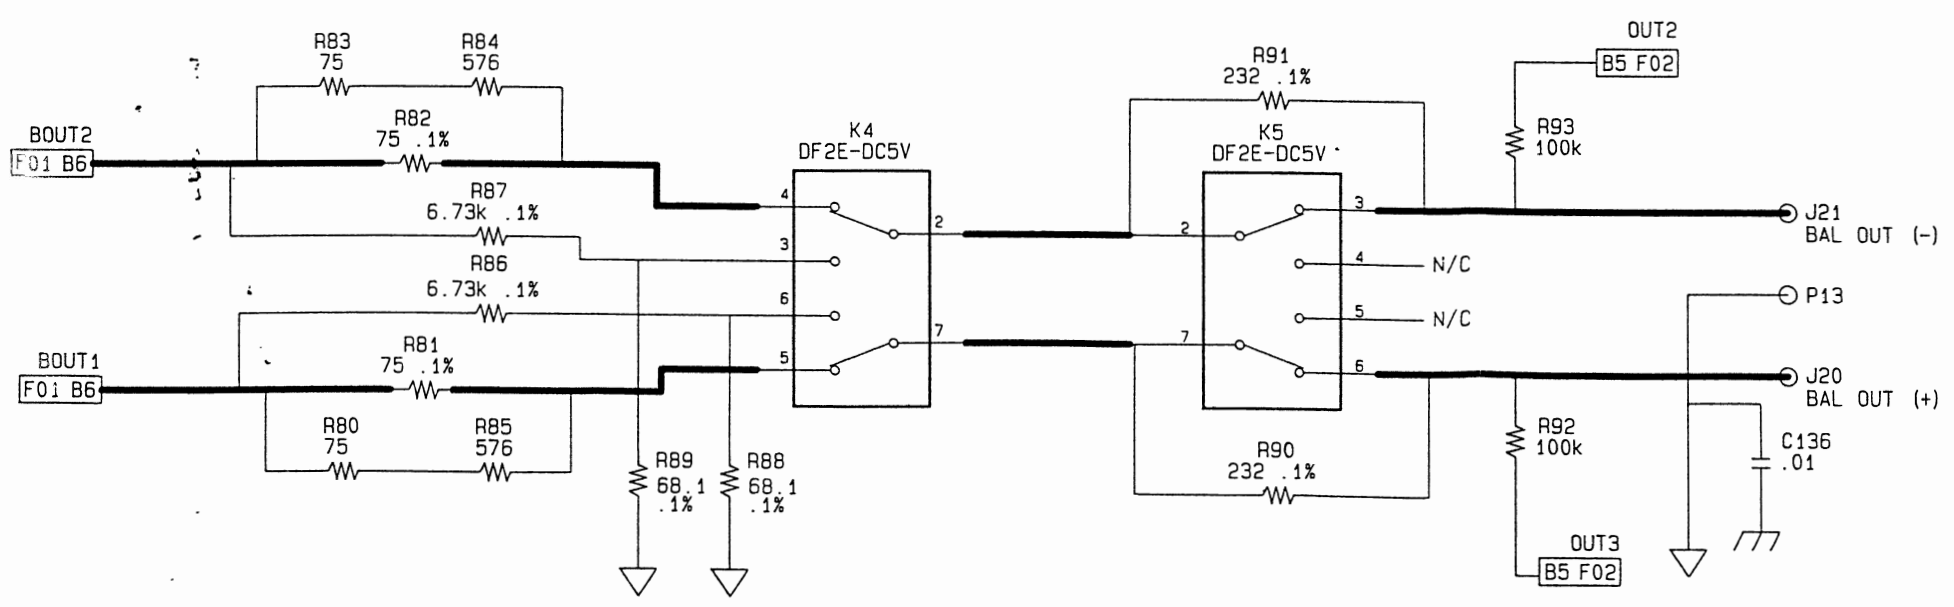 R83
75
R84
576
R82
75 .1%
BOUT2
F01 B6
R87
6.73k .1%
R86
6.73k .1%
BOUT1
F01 B6
R81
75 .1%
R80
75
R85
576
R89
68.1
.1%
R88
68.1
.1%
K4
DF2E-DC5V
4
3
6
5
2
7
R91
232 .1%
K5
DF2E-DC5V
2
7
3
4
N/C
5
N/C
6
R90
232 .1%
OUT2
B5 F02
R93
100k
J21
BAL OUT (-)
P13
J20
BAL OUT (+)
R92
100k
C136
.01
OUT3
B5 F02